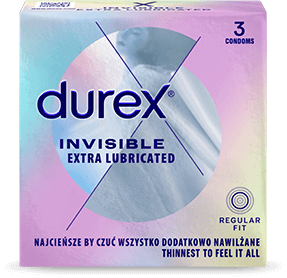 3
CONDOMS
durex®
INVISIBLE
EXTRA LUBRICATED
REGULAR
FIT
NAJCIEŃSZE BY CZUĆ WSZYSTKO DODATKOWO NAWILŻANE
THINNEST TO FEEL IT ALL